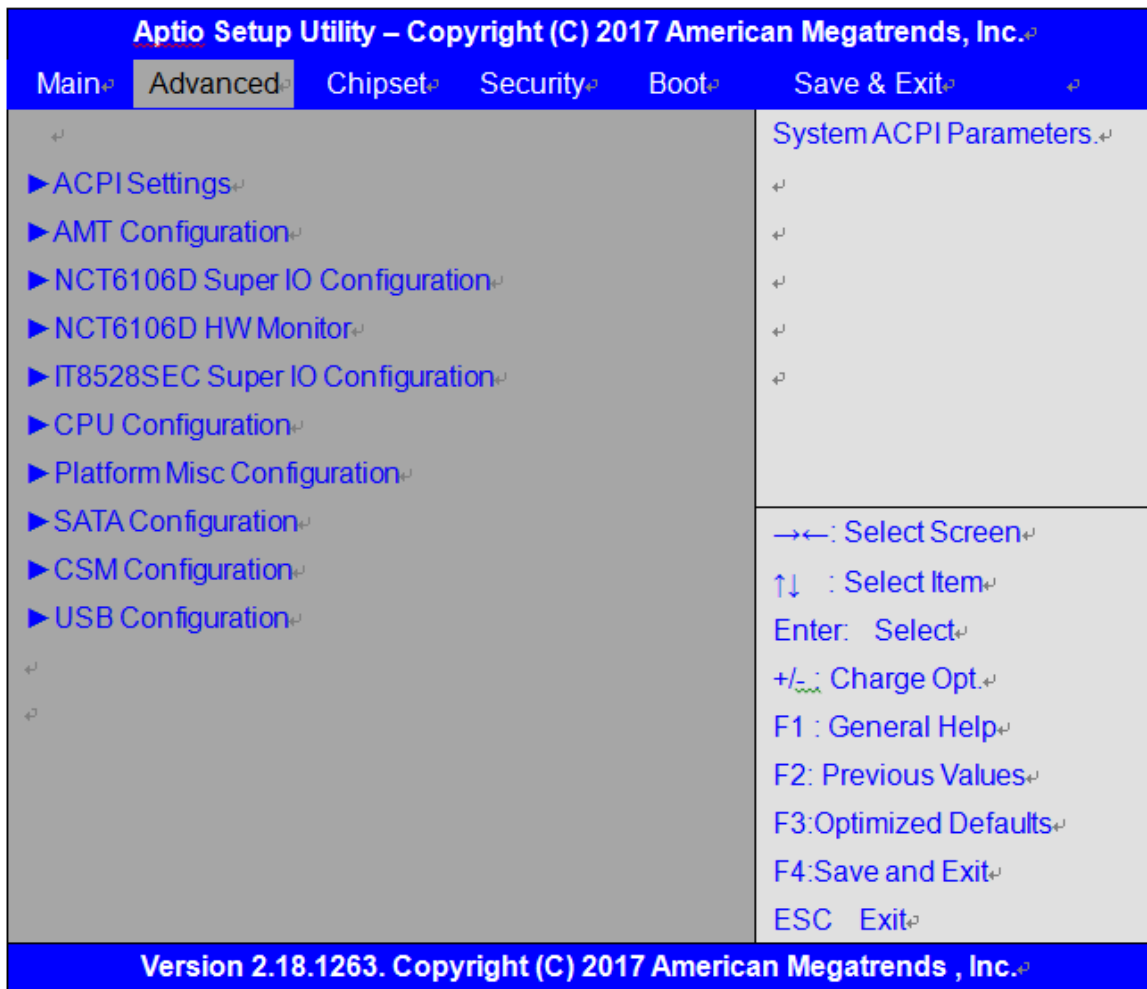 Aptio Setup Utility – Copyright (C) 2017 American Megatrends, Inc.
Main Advanced Chipset Security Boot Save & Exit
►ACPI Settings
►AMT Configuration
►NCT6106D Super IO Configuration
►NCT6106D HW Monitor
►IT8528SEC Super IO Configuration
►CPU Configuration
►Platform Misc Configuration
►SATA Configuration
►CSM Configuration
►USB Configuration
System ACPI Parameters.
→←: Select Screen
↑↓ : Select Item
Enter: Select
+/- : Charge Opt.
F1 : General Help
F2: Previous Values
F3:Optimized Defaults
F4:Save and Exit
ESC Exit
Version 2.18.1263. Copyright (C) 2017 American Megatrends , Inc.